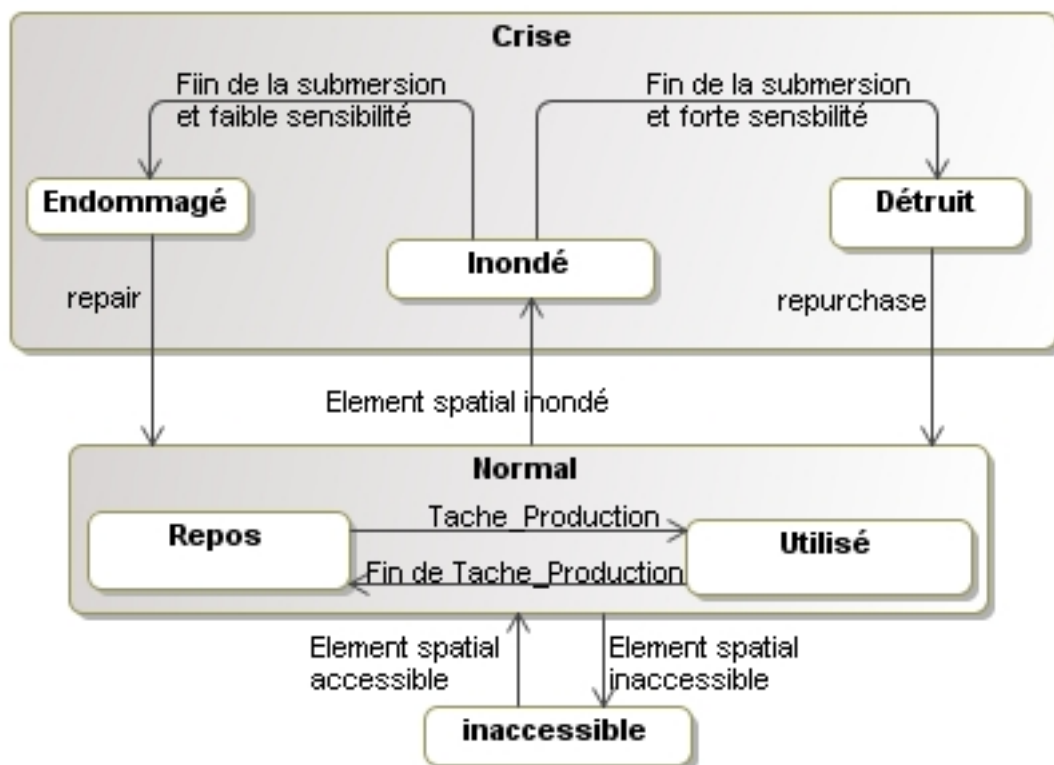 Crise
Fiin de la submersion
et faible sensibilité
Fin de la submersion
et forte sensbilité
Endommagé
Détruit
Inondé
repair
repurchase
Element spatial inondé
Normal
Repos
Tache_Production
Utilisé
Fin de Tache_Production
Element spatial
accessible
Element spatial
inaccessible
inaccessible